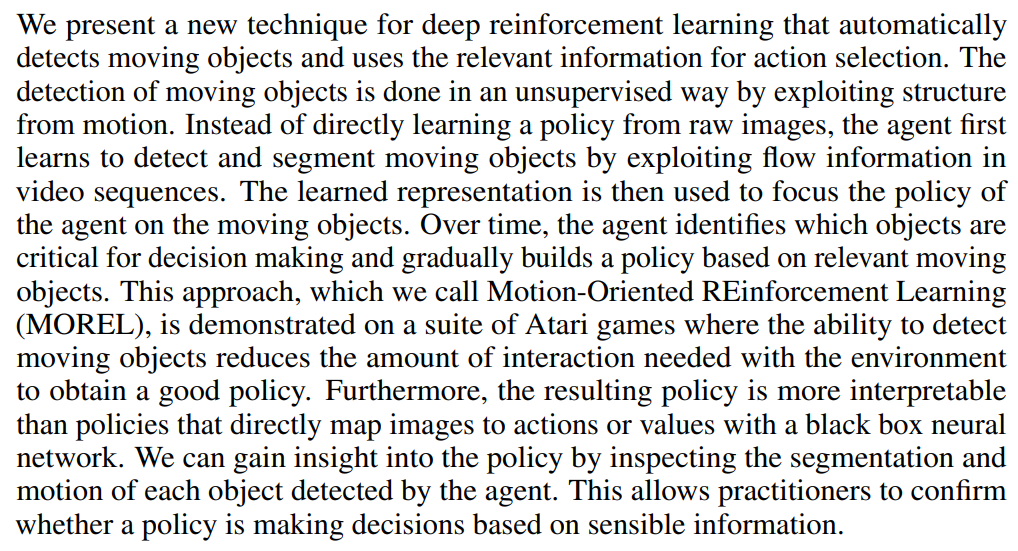 We present a new technique for deep reinforcement learning that automatically
detects moving objects and uses the relevant information for action selection. The
detection of moving objects is done in an unsupervised way by exploiting structure
from motion. Instead of directly learning a policy from raw images, the agent first
learns to detect and segment moving objects by exploiting flow information in
video sequences. The learned representation is then used to focus the policy of
the agent on the moving objects. Over time, the agent identifies which objects are
critical for decision making and gradually builds a policy based on relevant moving
objects. This approach, which we call Motion-Oriented REinforcement Learning
(MOREL), is demonstrated on a suite of Atari games where the ability to detect
moving objects reduces the amount of interaction needed with the environment
to obtain a good policy. Furthermore, the resulting policy is more interpretable
than policies that directly map images to actions or values with a black box neural
network. We can gain insight into the policy by inspecting the segmentation and
motion of each object detected by the agent. This allows practitioners to confirm
whether a policy is making decisions based on sensible information.